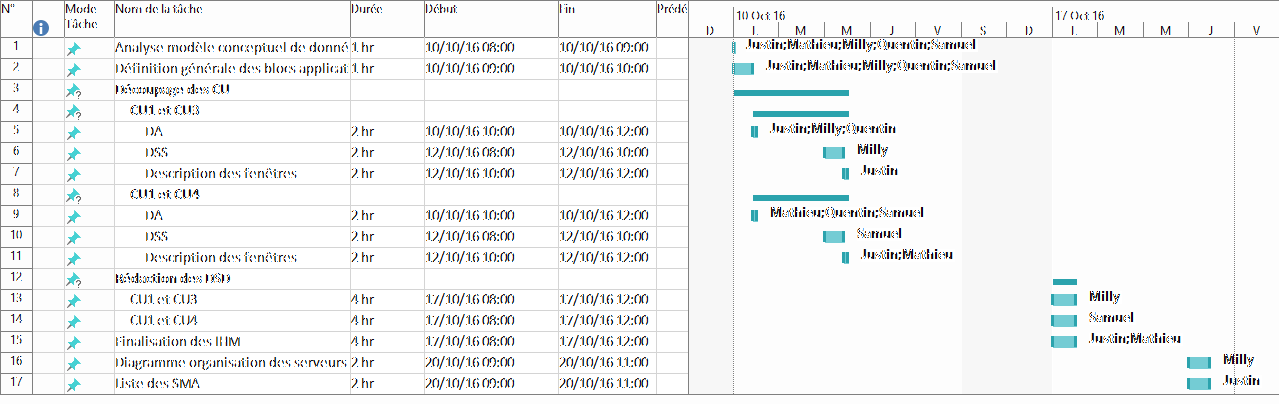 N° Mode Tâche Nom de la tâche Durée Début Fin Prédé
10 Oct 16 17 Oct 16
D L M M J V S D L M M J V
1 Analyse modèle conceptuel de donné 1 hr 10/10/16 08:00 10/10/16 09:00 Justin;Mathieu;Milly;Quentin;Samuel
2 Définition générale des blocs applicat 1 hr 10/10/16 09:00 10/10/16 10:00 Justin;Mathieu;Milly;Quentin;Samuel
3 Découpage des CU
4 CU1 et CU3
5 DA 2 hr 10/10/16 10:00 10/10/16 12:00 Justin;Milly;Quentin
6 DSS 2 hr 12/10/16 08:00 12/10/16 10:00 Milly
7 Description des fenêtres 2 hr 12/10/16 10:00 12/10/16 12:00 Justin
8 CU1 et CU4
9 DA 2 hr 10/10/16 10:00 10/10/16 12:00 Mathieu;Quentin;Samuel
10 DSS 2 hr 12/10/16 08:00 12/10/16 10:00 Samuel
11 Description des fenêtres 2 hr 12/10/16 10:00 12/10/16 12:00 Justin;Mathieu
12 Rédaction des DSD
13 CU1 et CU3 4 hr 17/10/16 08:00 17/10/16 12:00 Milly
14 CU1 et CU4 4 hr 17/10/16 08:00 17/10/16 12:00 Samuel
15 Finalisation des IHM 4 hr 17/10/16 08:00 17/10/16 12:00 Justin;Mathieu
16 Diagramme organisation des serveurs 2 hr 20/10/16 09:00 20/10/16 11:00 Milly
17 Liste des SMA 2 hr 20/10/16 09:00 20/10/16 11:00 Justin